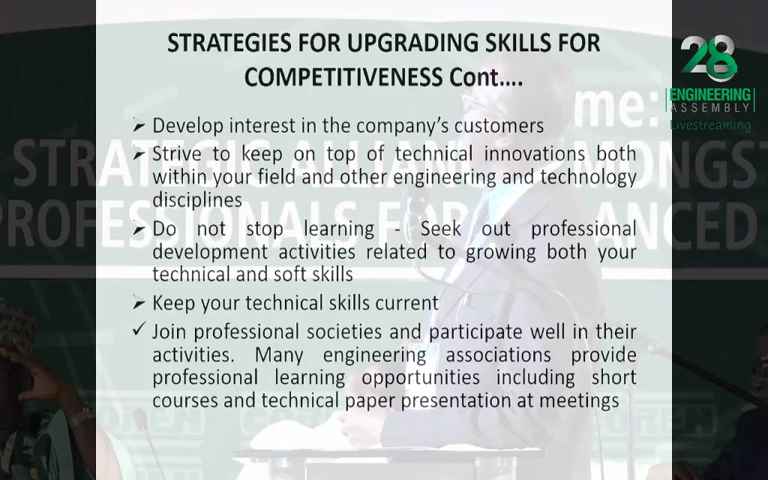 STRATEGIES FOR UPGRADING SKILLS FOR
COMPETITIVENESS Cont....
➢ Develop interest in the company's customers
➢ Strive to keep on top of technical innovations both
within your field and other engineering and technology
disciplines
➢ Do not stop learning - Seek out professional
development activities related to growing both your
technical and soft skills
➢ Keep your technical skills current
✓ Join professional societies and participate well in their
activities. Many engineering associations provide
professional learning opportunities including short
courses and technical paper presentation at meetings
28
ENGINEERING
ASSEMBLY
Livestreaming
me:
STRATEGIC
PROFESSIONALS